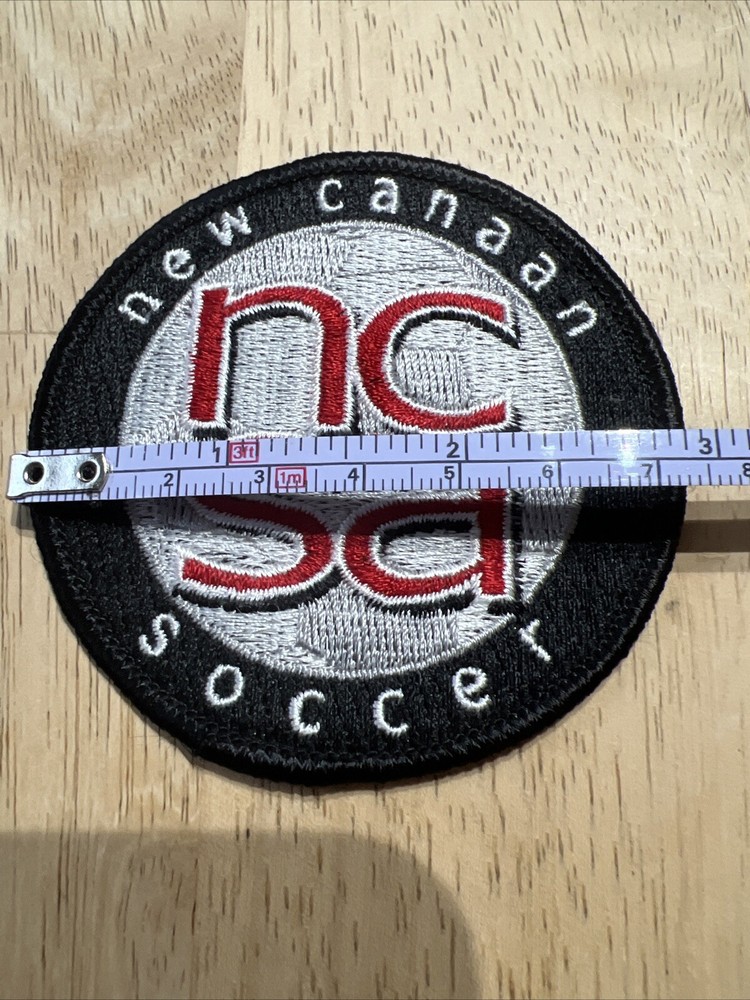 new canaan
nc
1 3ft 2 3
2 3 1m 4 5 6 7 8
sa
soccer